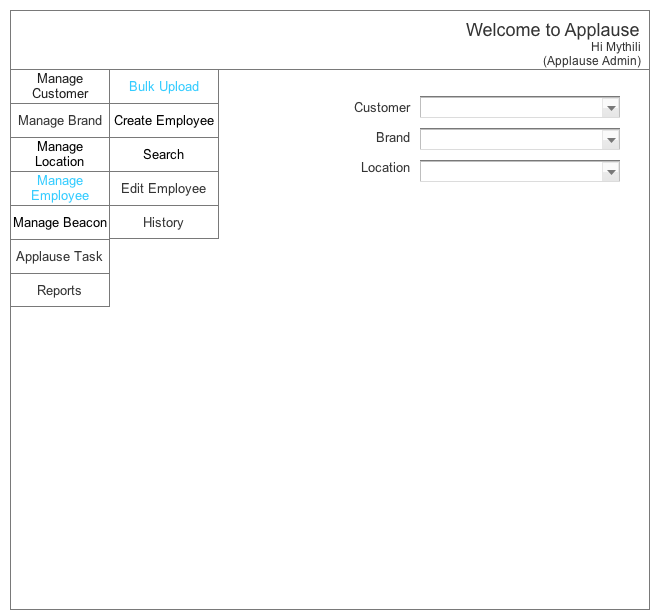 Welcome to Applause
Hi Mythili
(Applause Admin)
Manage
Customer
Manage Brand
Manage
Location
Manage
Employee
Manage Beacon
Applause Task
Reports
Bulk Upload
Create Employee
Search
Edit Employee
History
Customer
Brand
Location